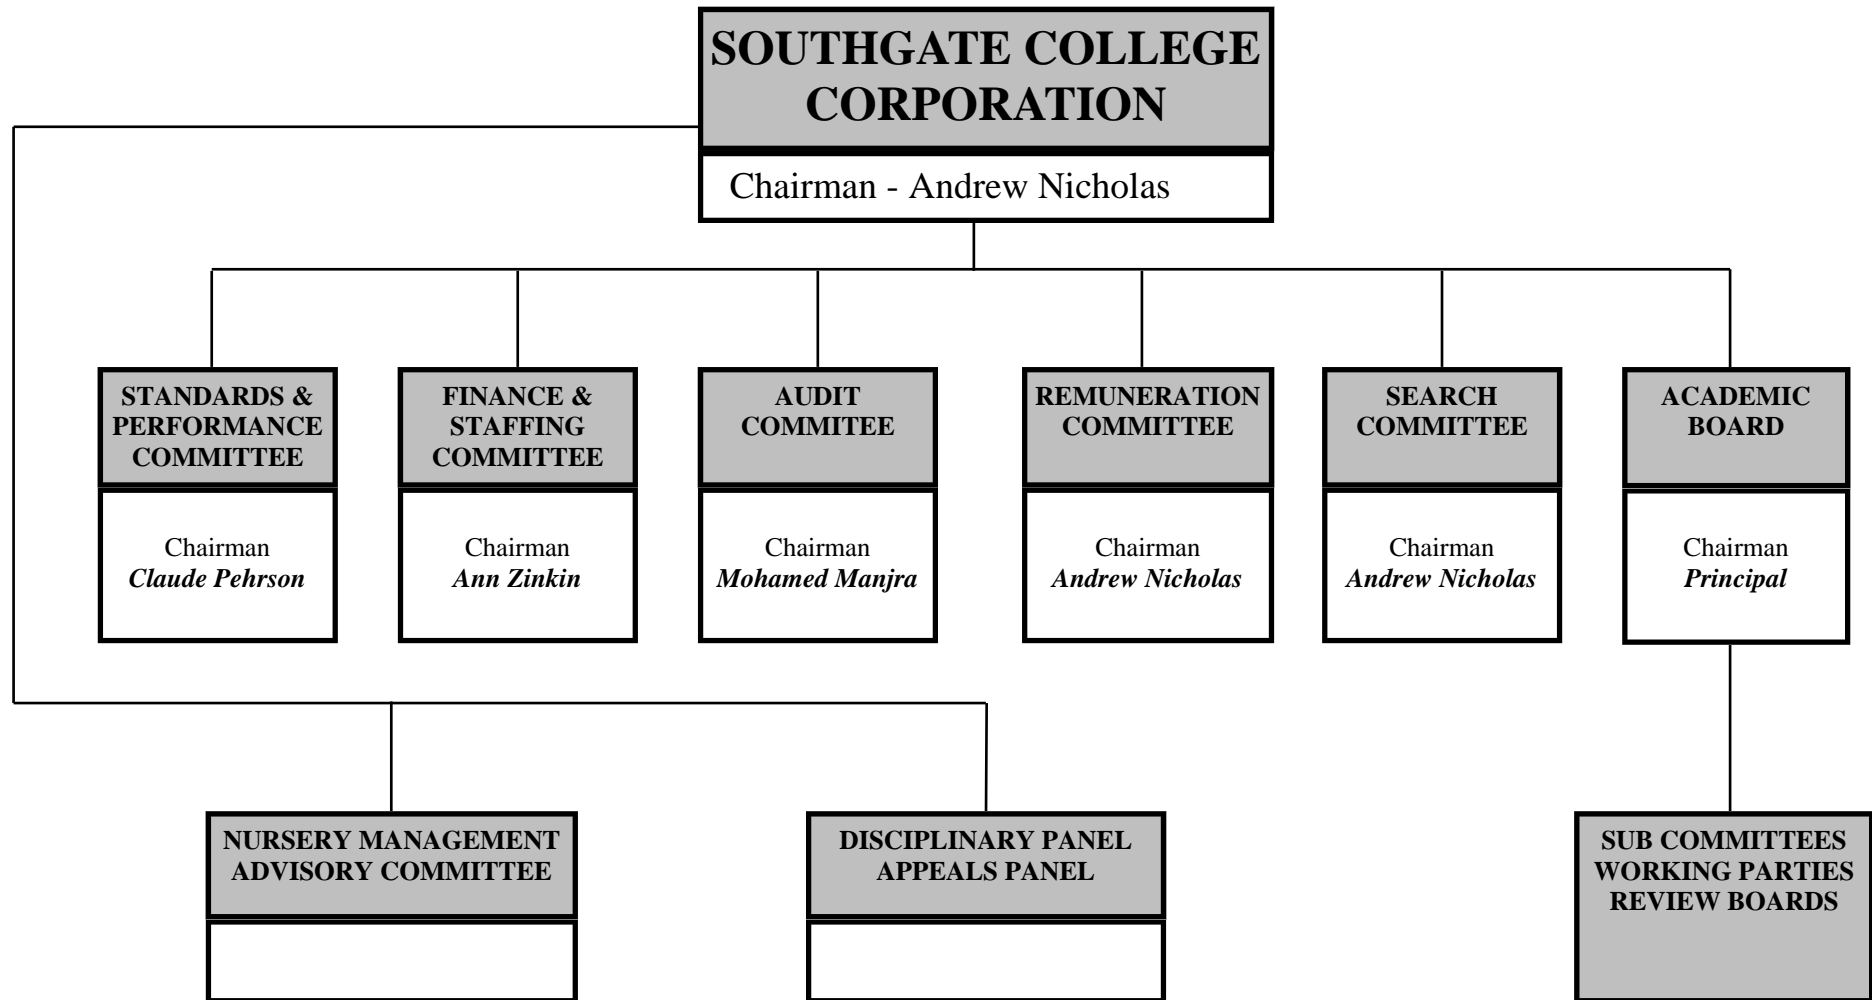 SOUTHGATE COLLEGE
CORPORATION
Chairman - Andrew Nicholas
STANDARDS &
PERFORMANCE
COMMITTEE
Chairman
Claude Pehrson
FINANCE &
STAFFING
COMMITTEE
Chairman
Ann Zinkin
AUDIT
COMMITEE
Chairman
Mohamed Manjra
REMUNERATION
COMMITTEE
Chairman
Andrew Nicholas
SEARCH
COMMITTEE
Chairman
Andrew Nicholas
ACADEMIC
BOARD
Chairman
Principal
NURSERY MANAGEMENT
ADVISORY COMMITTEE
DISCIPLINARY PANEL
APPEALS PANEL
SUB COMMITTEES
WORKING PARTIES
REVIEW BOARDS